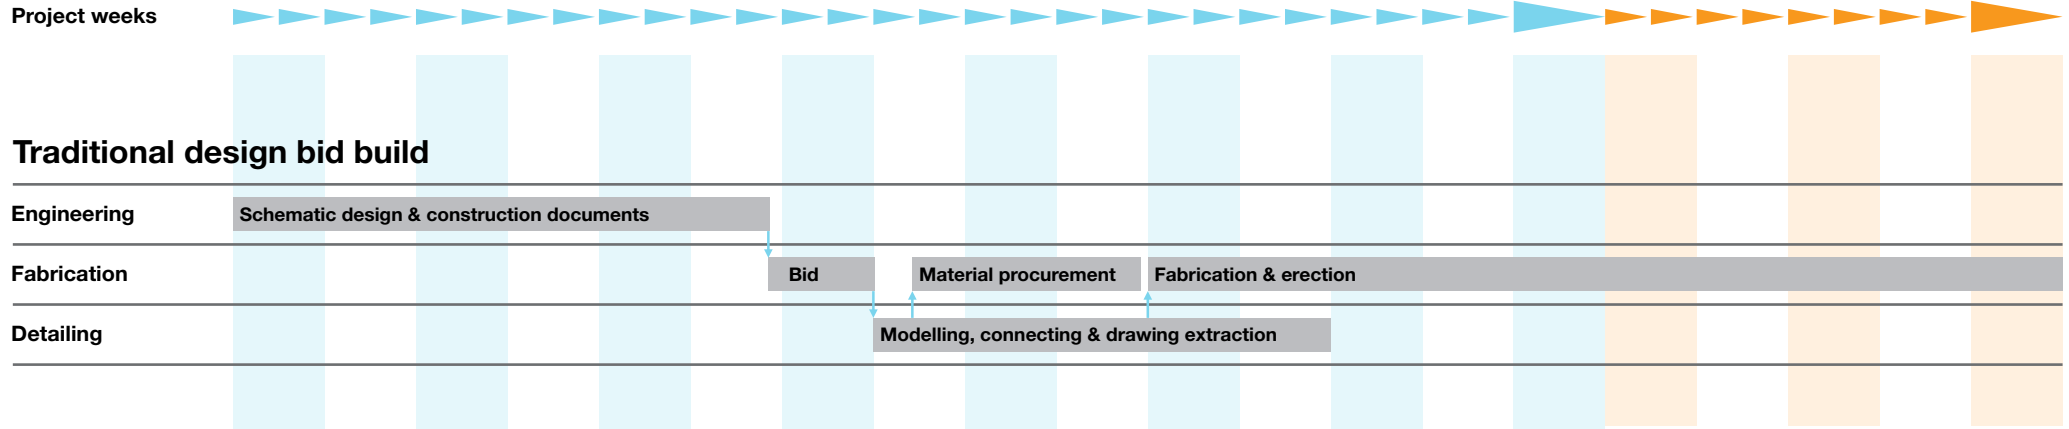 Project weeks
Traditional design bid build
Engineering
Schematic design & construction documents
Fabrication
Bid
Material procurement
Fabrication & erection
Detailing
Modelling, connecting & drawing extraction